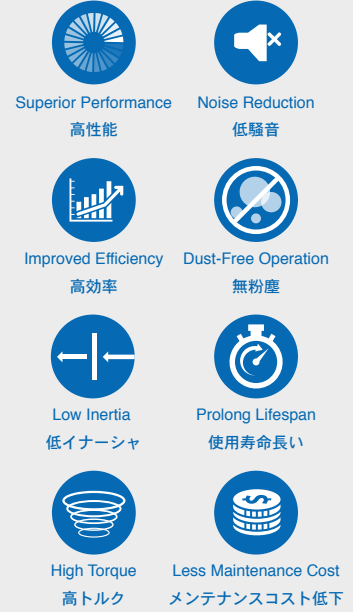 Superior Performance
高性能
Noise Reduction
低騒音
Improved Efficiency
高効率
Dust-Free Operation
無粉塵
Low Inertia
低イナーシャ
Prolong Lifespan
使用寿命長い
High Torque
高トルク
Less Maintenance Cost
メンテナンスコスト低下